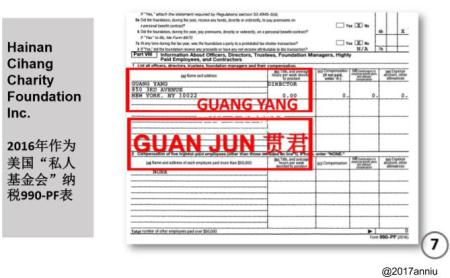 Hainan
Cihang
Charity
Foundation
Inc.
2016年作为
美国“私人
基金会”纳
税990-PF表
If "Yes," attach the statement required by Regulations section 53.4945-5(d).
6a Did the foundation, during the year, receive any funds, directly or indirectly, to pay premiums on
a personal benefit contract?
Yes X No
b Did the foundation, during the year, pay premiums, directly or indirectly, on a personal benefit contract?
6b X
If "Yes" to 6b, file Form 8870.
7a At any time during the tax year, was the foundation a party to a prohibited tax shelter transaction?
Yes X No
b If "Yes," did the foundation receive any proceeds or have any net income attributable to the transaction?
N/A 7b
Part VIII Information About Officers, Directors, Trustees, Foundation Managers, Highly
Paid Employees, and Contractors
1 List all officers, directors, trustees, foundation managers and their compensation.
(a) Name and address
(b) Title, and average hours per week devoted to position
(c) Compensation (If not paid, enter -0-)
(e) Expense account, other allowances
GUANG YANG
DIRECTOR
850 3RD AVENUE
NEW YORK, NY 10022
0.00 0. 0. 0.
GUANG YANG
GUAN JUN 贯君
2 Compensation of five highest-paid employees (other than those included on line 1). If none, enter "NONE."
(a) Name and address of each employee paid more than $50,000
(b) Title, and average hours per week devoted to position
(c) Compensation
(e) Expense account, other allowances
NONE
Total number of other employees paid over $50,000
0
Form 990-PF (2016)
7
@2017anniu